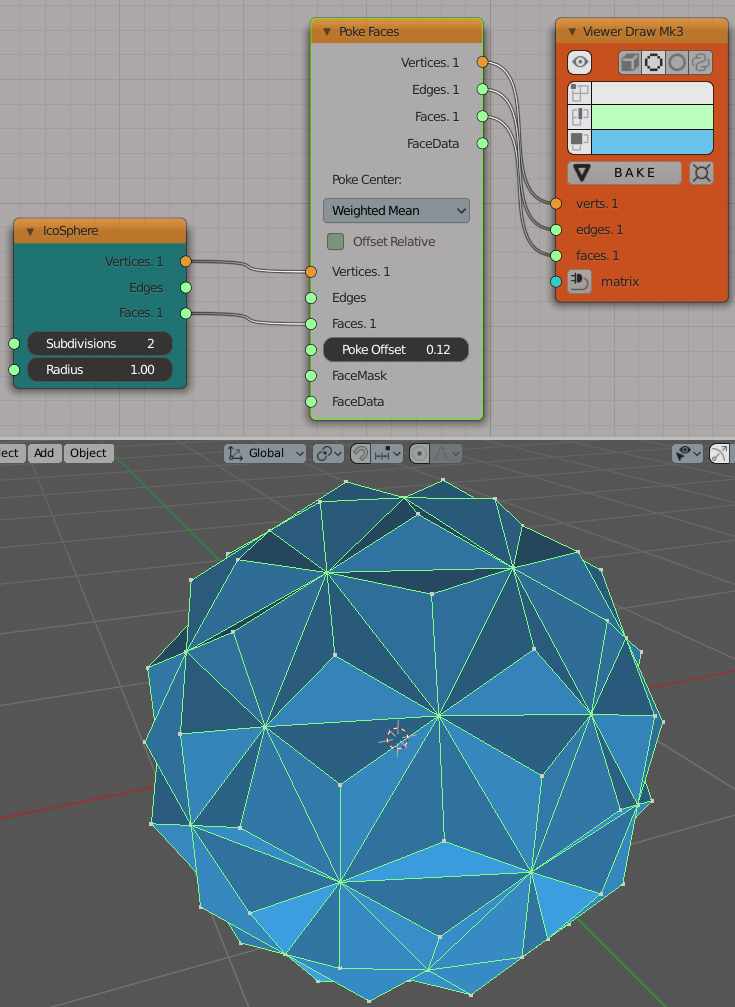 Poke Faces
Vertices. 1
Edges. 1
Faces. 1
FaceData
Poke Center:
Weighted Mean
Offset Relative
Vertices. 1
Edges
Faces. 1
Poke Offset 0.12
FaceMask
FaceData
Viewer Draw Mk3
BAKE
verts. 1
edges. 1
faces. 1
matrix
IcoSphere
Vertices. 1
Edges
Faces. 1
Subdivisions 2
Radius 1.00
ect Add Object Global